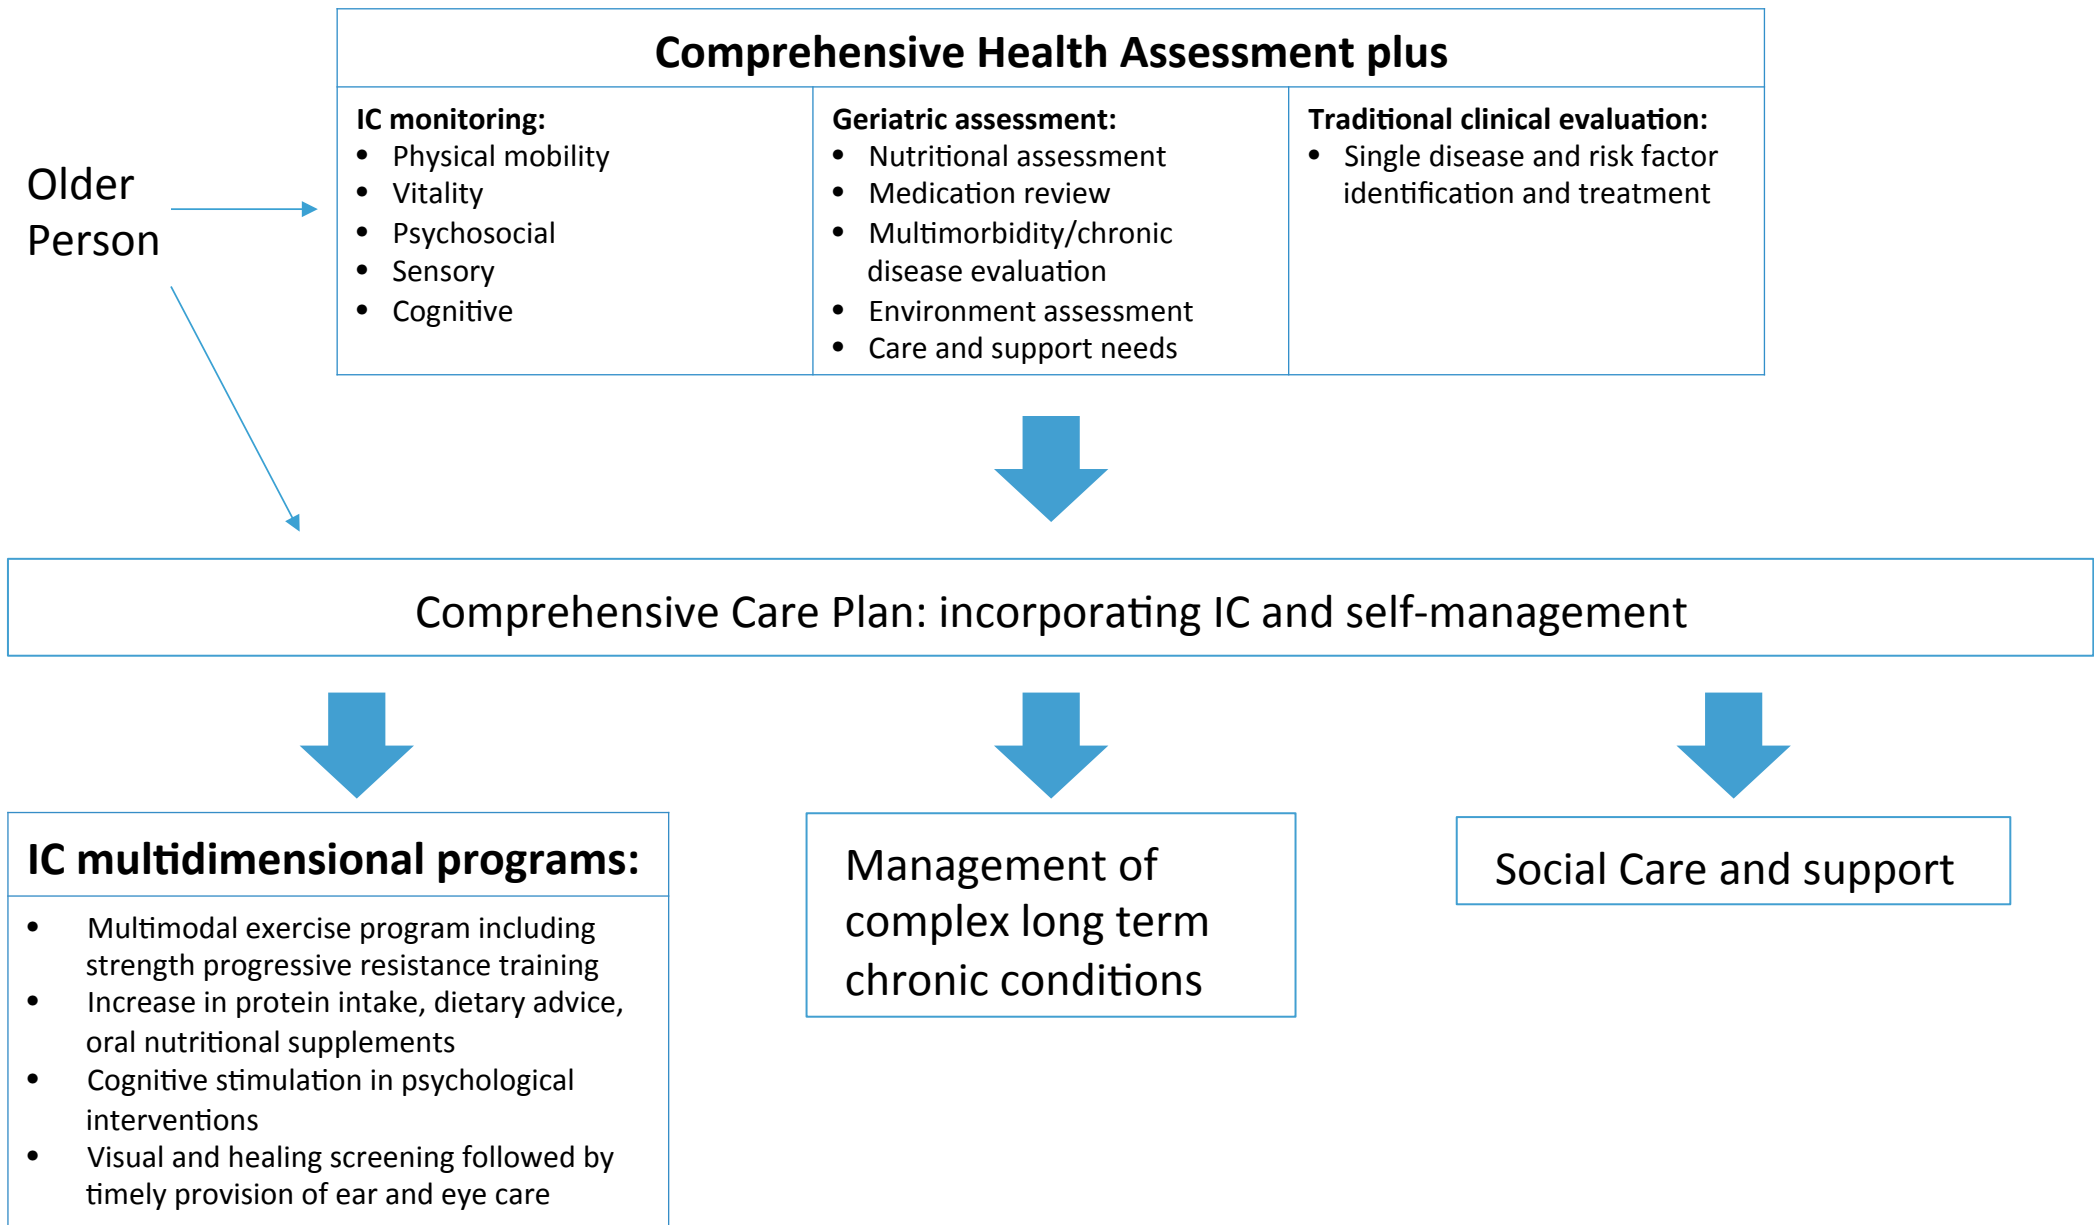 Comprehensive Health Assessment plus
Older
Person
IC monitoring:
• Physical mobility
• Vitality
• Psychosocial
• Sensory
• Cognitive
Geriatric assessment:
• Nutritional assessment
• Medication review
• Multimorbidity/chronic
disease evaluation
• Environment assessment
• Care and support needs
Traditional clinical evaluation:
• Single disease and risk factor
identification and treatment
Comprehensive Care Plan: incorporating IC and self-management
IC multidimensional programs:
• Multimodal exercise program including
strength progressive resistance training
• Increase in protein intake, dietary advice,
oral nutritional supplements
• Cognitive stimulation in psychological
interventions
• Visual and healing screening followed by
timely provision of ear and eye care
Management of
complex long term
chronic conditions
Social Care and support